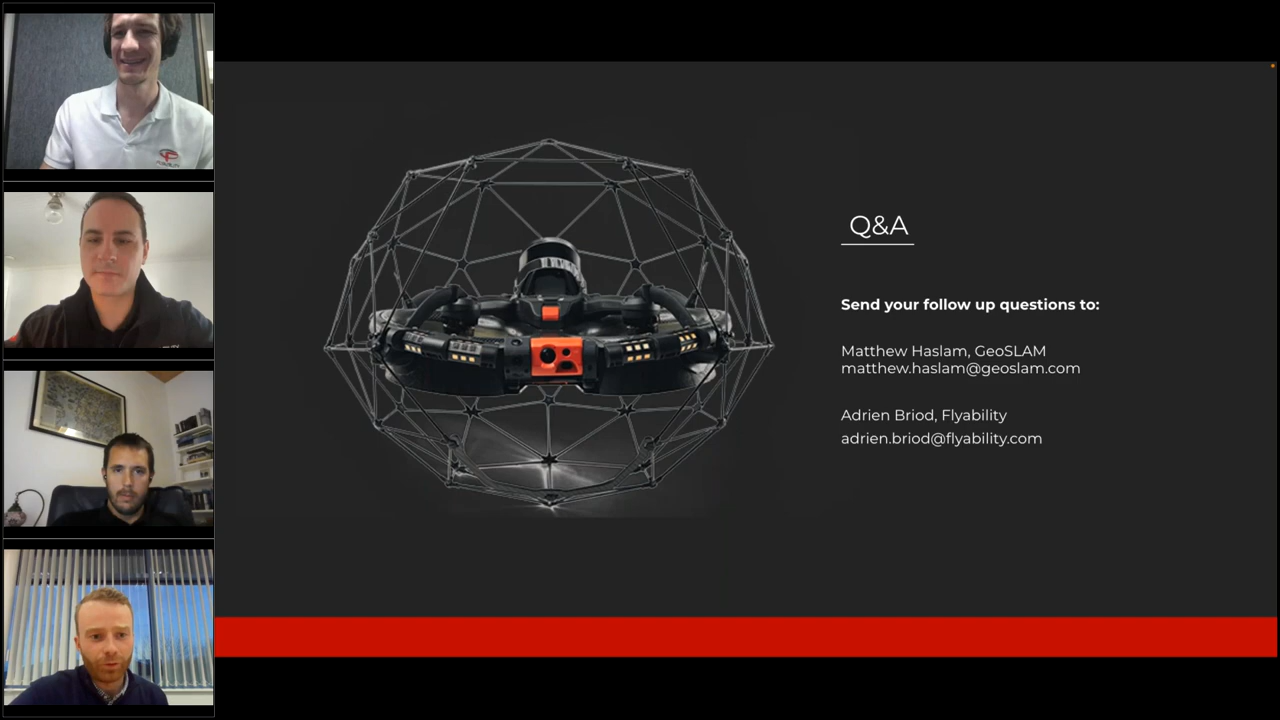 Q&A
Send your follow up questions to:
Matthew Haslam, GeoSLAM
matthew.haslam@geoslam.com
Adrien Briod, Flyability
adrien.briod@flyability.com